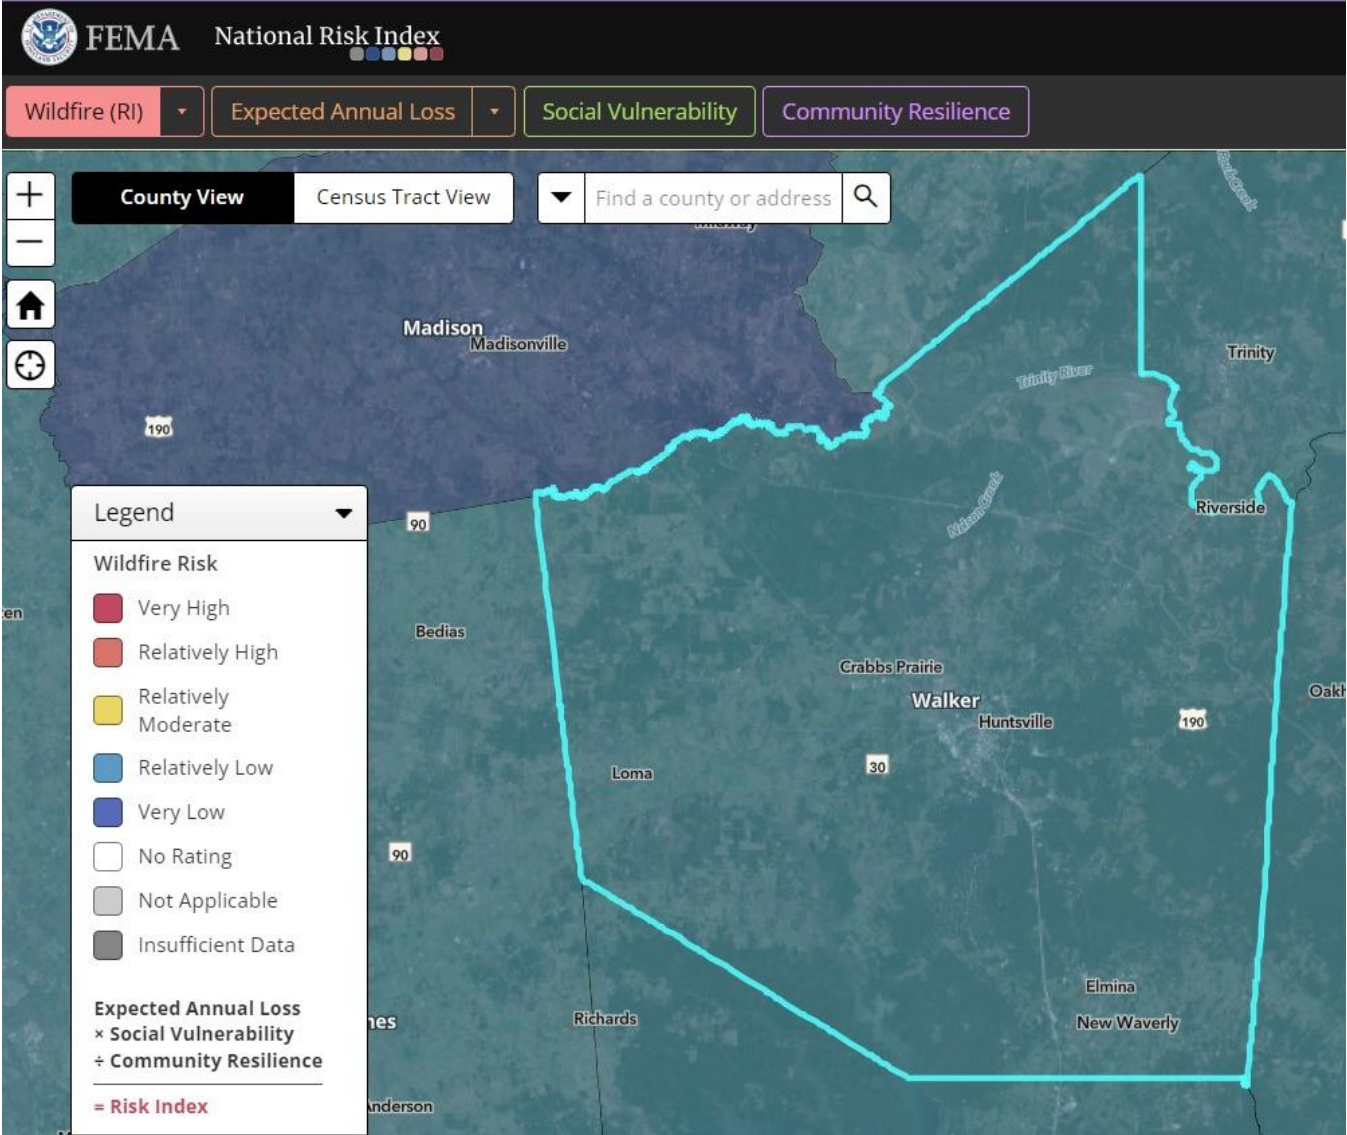 FEMA National Risk Index
Wildfire (RI) Expected Annual Loss Social Vulnerability Community Resilience
County View Census Tract View Find a county or address
Madison
Madisonville
190
Trinity River
Trinity
Nelson Creek
Riverside
90
Bedias
Crabbs Prairie
Walker
Huntsville
190
30
Loma
90
Elmina
New Waverly
Richards
Legend
Wildfire Risk
Very High
Relatively High
Relatively
Moderate
Relatively Low
Very Low
No Rating
Not Applicable
Insufficient Data
Expected Annual Loss
× Social Vulnerability
÷ Community Resilience
= Risk Index